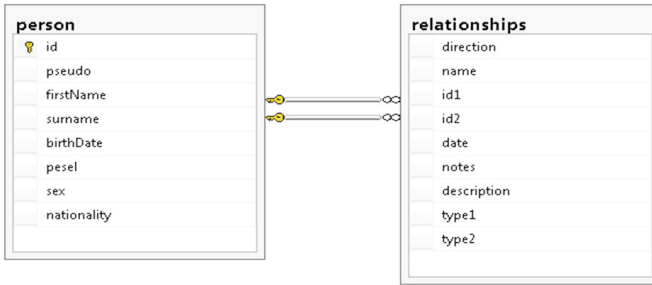 person
id
pseudo
firstName
surname
birthDate
pesel
sex
nationality
relationships
direction
name
id1
id2
date
notes
description
type1
type2